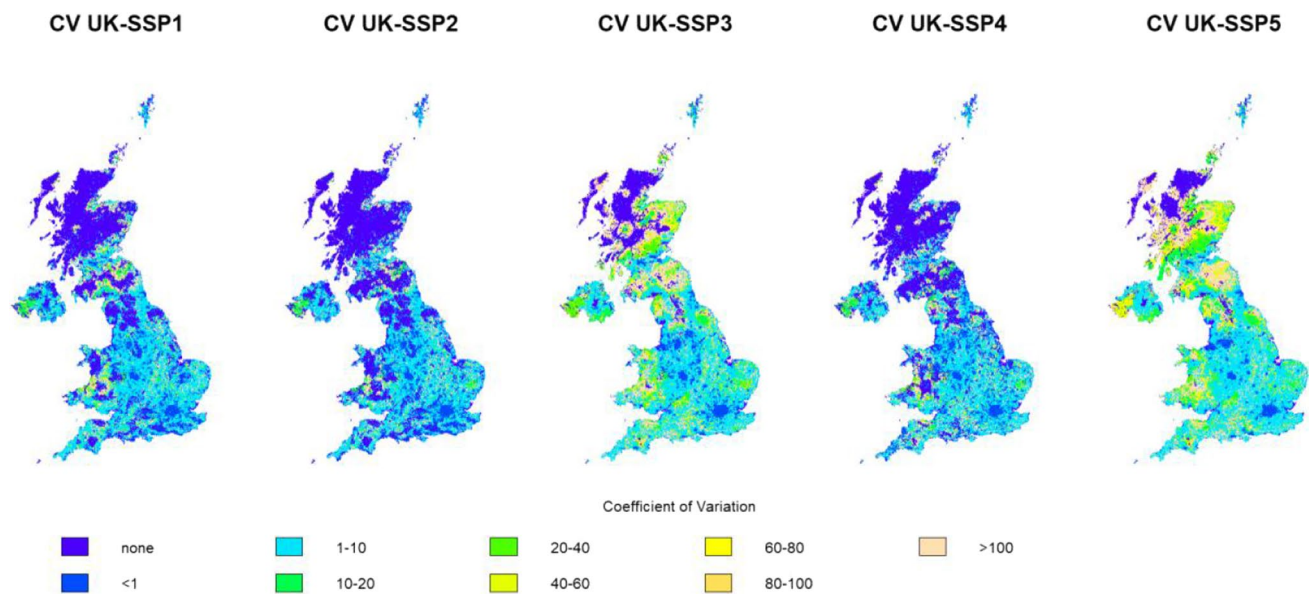 CV UK-SSP1 CV UK-SSP2 CV UK-SSP3 CV UK-SSP4 CV UK-SSP5
Coefficient of Variation
none 1-10 20-40 60-80 >100
<1 10-20 40-60 80-100